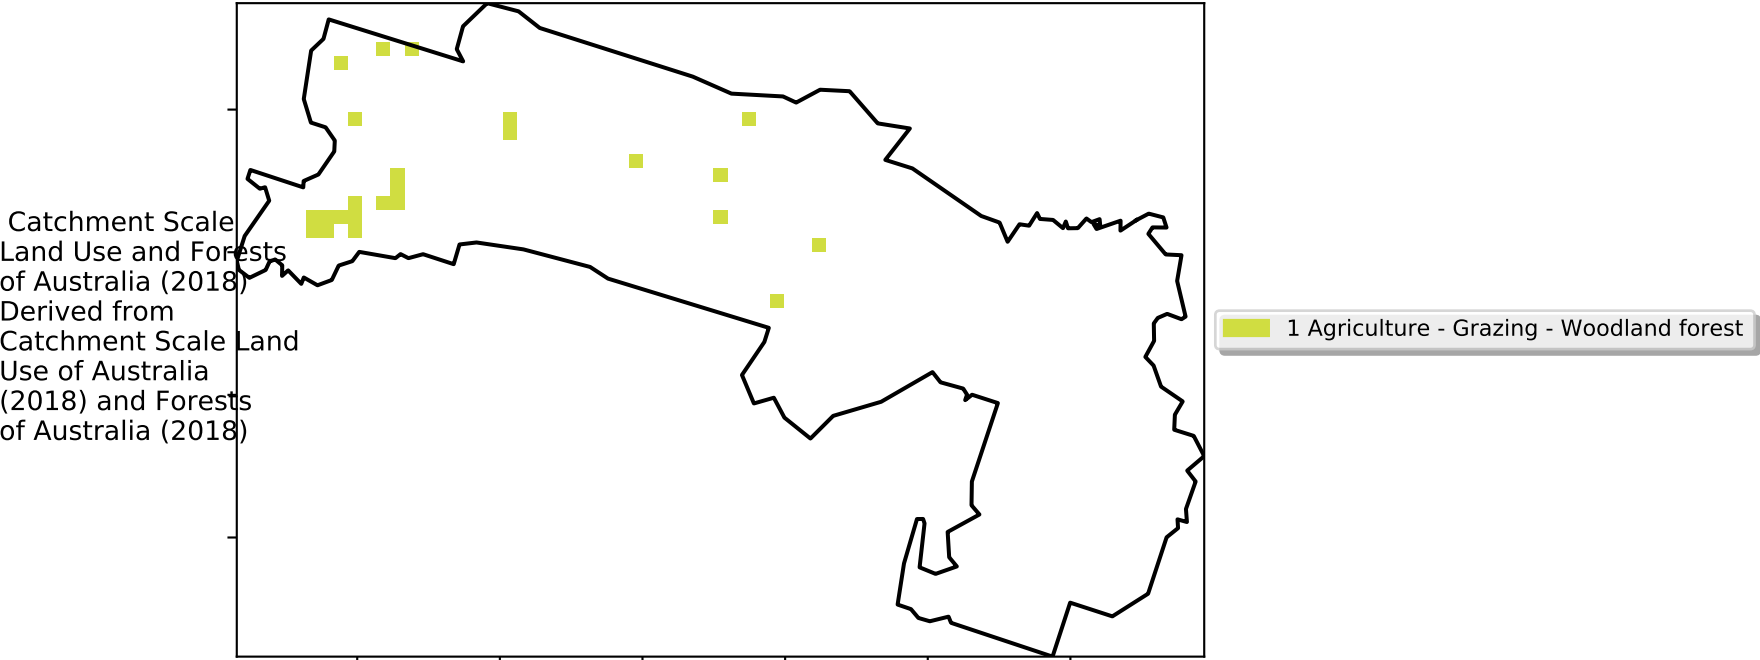 Catchment Scale
Land Use and Forests
of Australia (2018)
Derived from
Catchment Scale Land
Use of Australia
(2018) and Forests
of Australia (2018)
1 Agriculture - Grazing - Woodland forest